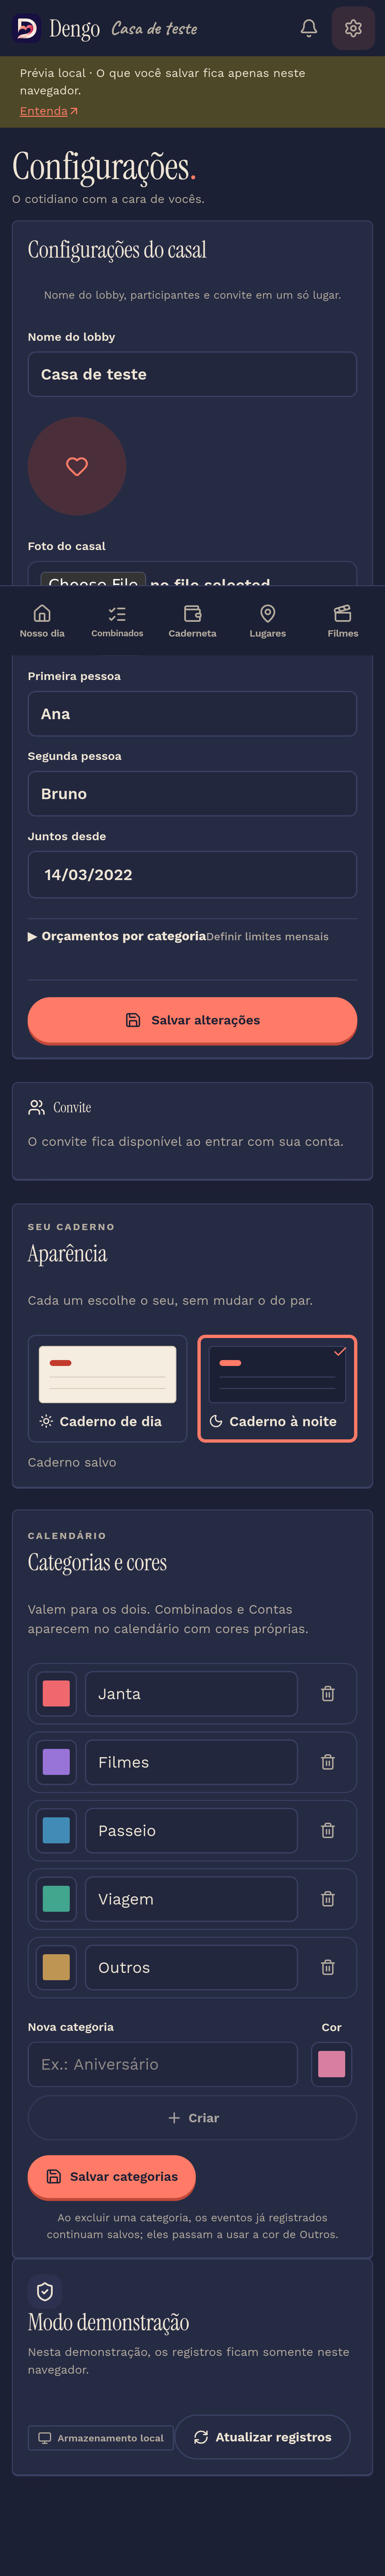 Dengo Casa de teste
Prévia local · O que você salvar fica apenas neste
navegador.
Entenda
Configurações.
O cotidiano com a cara de vocês.
Configurações do casal
Nome do lobby, participantes e convite em um só lugar.
Nome do lobby
Casa de teste
Foto do casal
Choose File no file selected
Nosso dia Combinados Caderneta Lugares Filmes
Primeira pessoa
Ana
Segunda pessoa
Bruno
Juntos desde
14/03/2022
Orçamentos por categoriaDefinir limites mensais
Salvar alterações
Convite
O convite fica disponível ao entrar com sua conta.
SEU CADERNO
Aparência
Cada um escolhe o seu, sem mudar o do par.
Caderno de dia Caderno à noite
Caderno salvo
CALENDÁRIO
Categorias e cores
Valem para os dois. Combinados e Contas
aparecem no calendário com cores próprias.
Janta
Filmes
Passeio
Viagem
Outros
Nova categoria Cor
Ex.: Aniversário
Criar
Salvar categorias
Ao excluir uma categoria, os eventos já registrados
continuam salvos; eles passam a usar a cor de Outros.
Modo demonstração
Nesta demonstração, os registros ficam somente neste
navegador.
Armazenamento local Atualizar registros